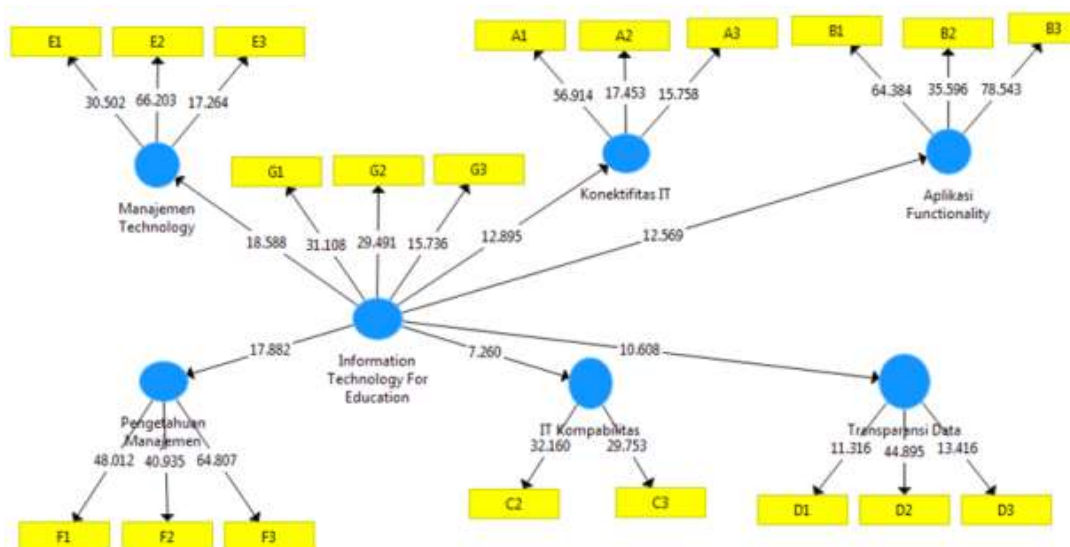 E1
E2
E3
A1
A2
A3
B1
B2
B3
30.502
66.203
17.264
56.914
17.453
15.758
64.384
35.596
78.543
G1
G2
G3
Manajemen
Technology
Konektifitas IT
Aplikasi
Functionality
18.588
31.108
29.491
15.736
12.895
12.569
17.882
Information
Technology For
Education
7.260
10.608
Pengetahuan
Manajemen
IT Kompabilitas
Transparansi Data
48.012
40.935
64.807
32.160
29.753
11.316
44.895
13.416
C2
C3
D1
D2
D3
F1
F2
F3